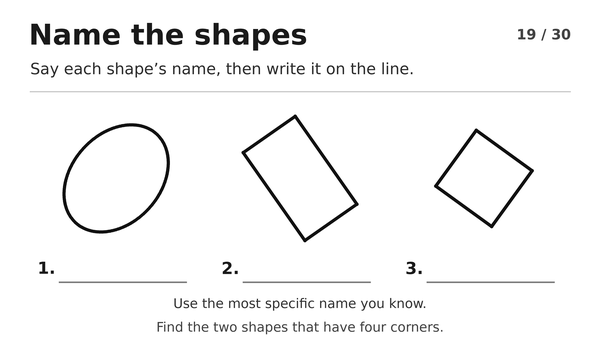 Name the shapes
19 / 30
Say each shape’s name, then write it on the line.
1.
2.
3.
Use the most specific name you know.
Find the two shapes that have four corners.